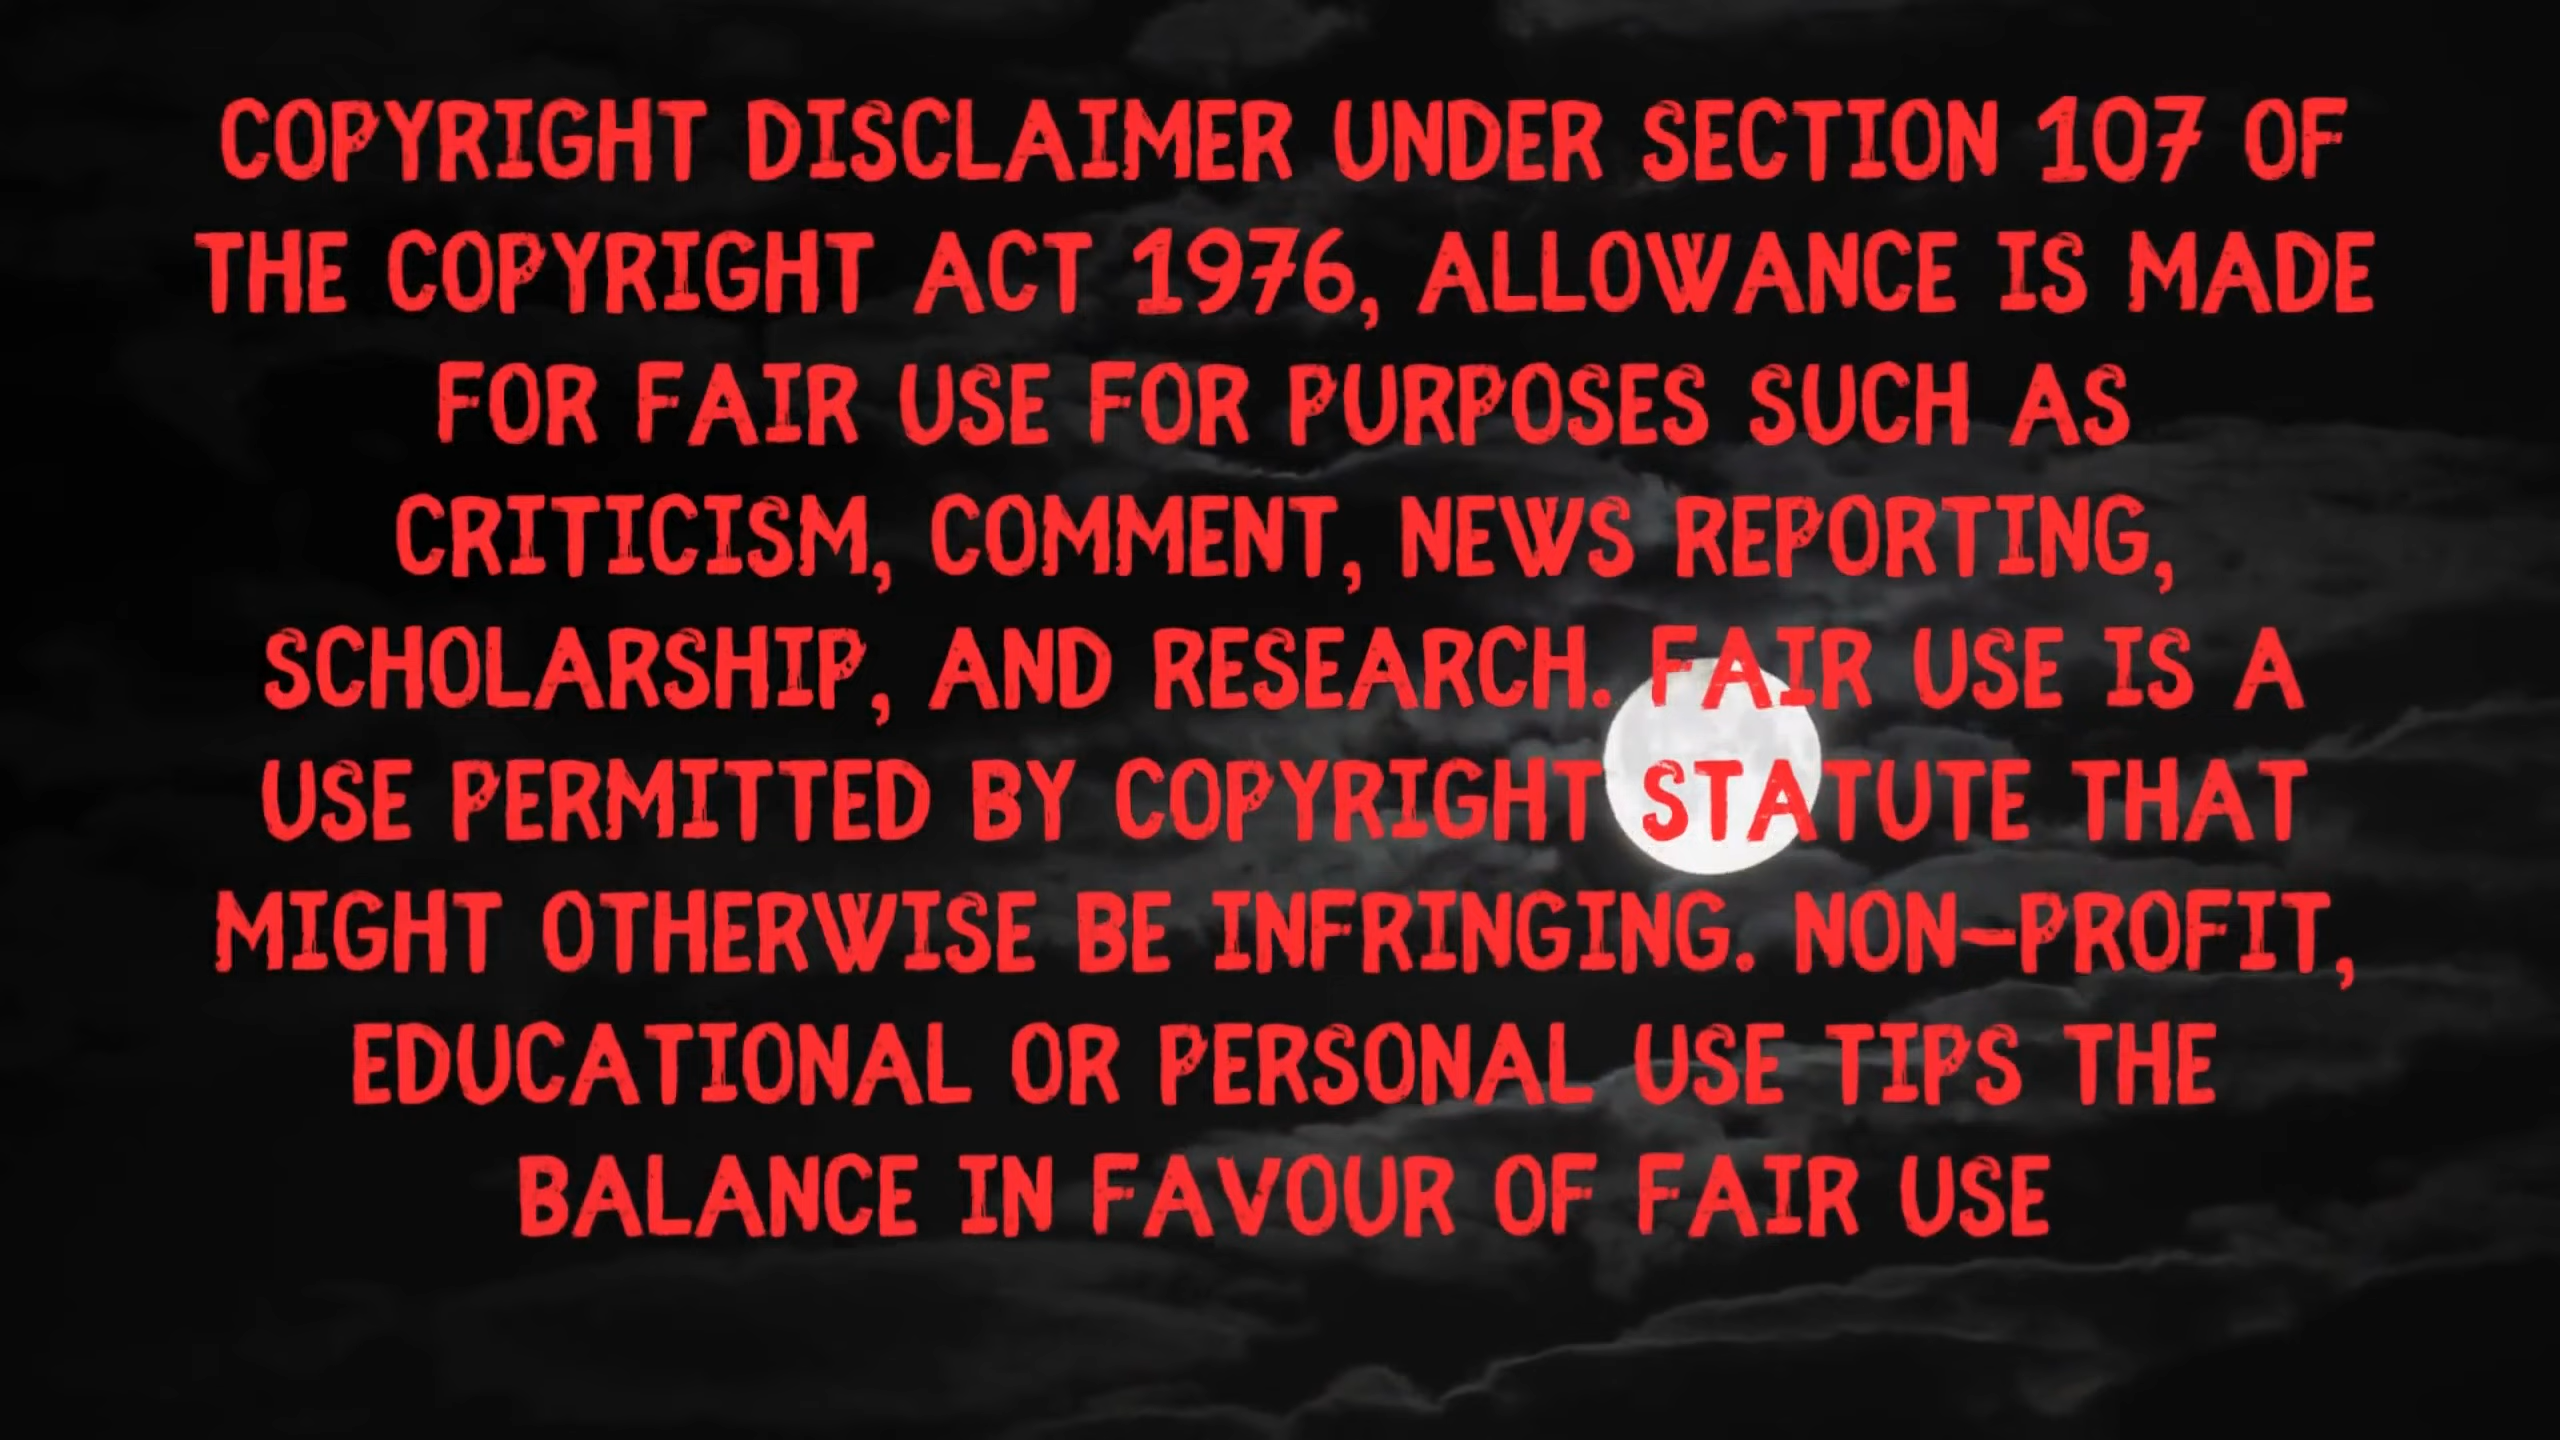 COPYRIGHT DISCLAIMER UNDER SECTION 107 OF
THE COPYRIGHT ACT 1976, ALLOWANCE IS MADE
FOR FAIR USE FOR PURPOSES SUCH AS
CRITICISM, COMMENT, NEWS REPORTING,
SCHOLARSHIP, AND RESEARCH. FAIR USE IS A
USE PERMITTED BY COPYRIGHT STATUTE THAT
MIGHT OTHERWISE BE INFRINGING. NON-PROFIT,
EDUCATIONAL OR PERSONAL USE TIPS THE
BALANCE IN FAVOUR OF FAIR USE